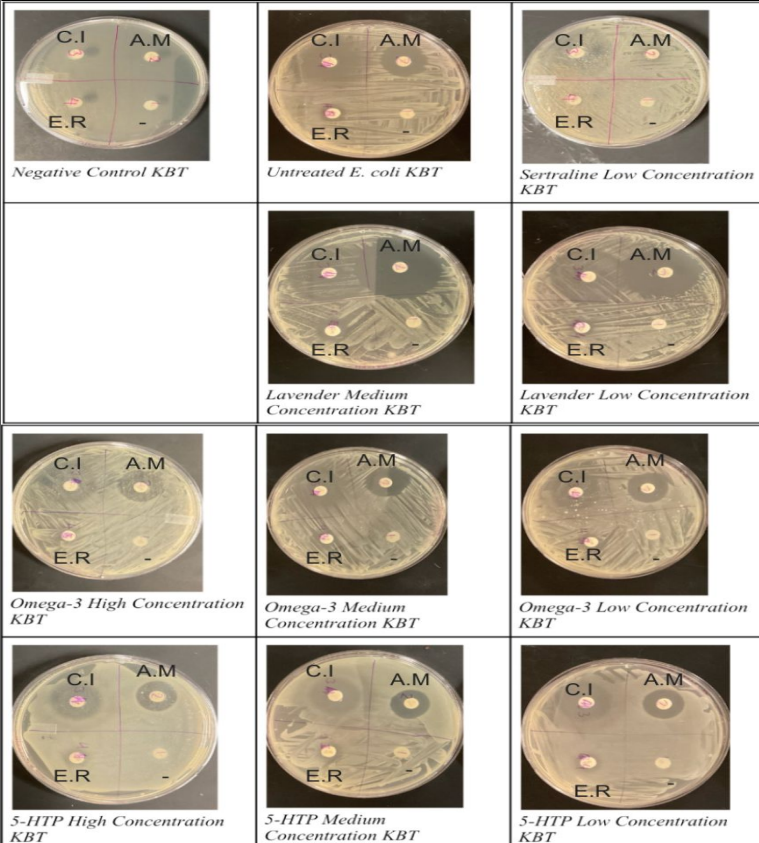 C.I A.M
E.R -
Negative Control KBT
C.I A.M
E.R -
Untreated E. coli KBT
C.I A.M
E.R -
Sertraline Low Concentration
KBT
C.I A.M
E.R -
Lavender Medium
Concentration KBT
C.I A.M
E.R -
Lavender Low Concentration
KBT
C.I A.M
E.R -
Omega-3 High Concentration
KBT
C.I A.M
E.R -
Omega-3 Medium
Concentration KBT
C.I A.M
E.R -
Omega-3 Low Concentration
KBT
C.I A.M
E.R -
5-HTP High Concentration
KBT
C.I A.M
E.R -
5-HTP Medium
Concentration KBT
C.I A.M
E.R -
5-HTP Low Concentration
KBT